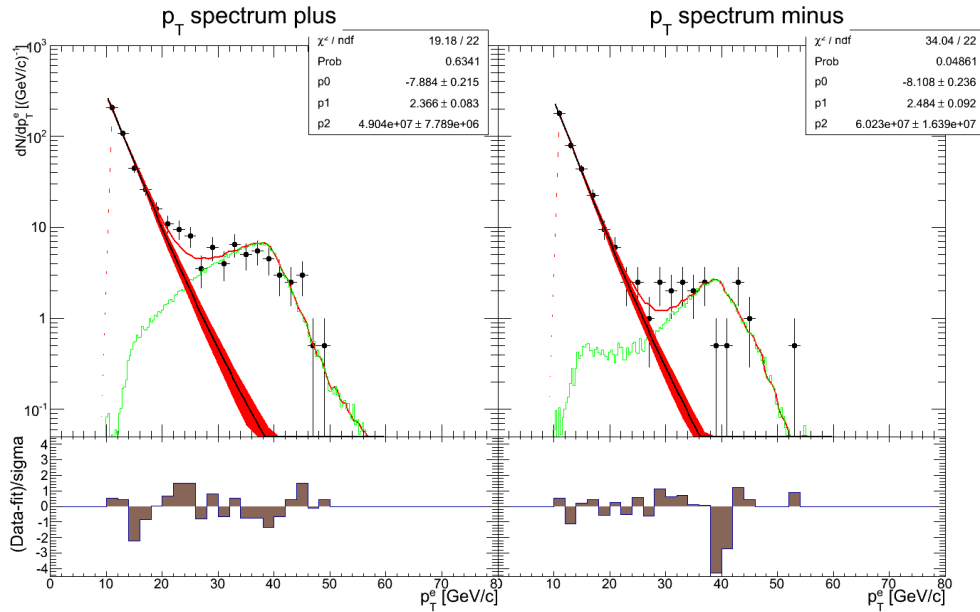 p_T spectrum plus
p_T spectrum minus
χ² / ndf 19.18 / 22
Prob 0.6341
p0 -7.884 ± 0.215
p1 2.366 ± 0.083
p2 4.904e+07 ± 7.789e+06
χ² / ndf 34.04 / 22
Prob 0.04861
p0 -8.108 ± 0.236
p1 2.484 ± 0.092
p2 6.023e+07 ± 1.639e+07
dN/dp_T^e [(GeV/c)^-1]
10³
10²
10
1
10⁻¹
(Data-fit)/sigma
4
3
2
1
0
-1
-2
-3
-4
0 10 20 30 40 50 60 70 80
0 10 20 30 40 50 60 70 80
p_T^e [GeV/c]
p_T^e [GeV/c]